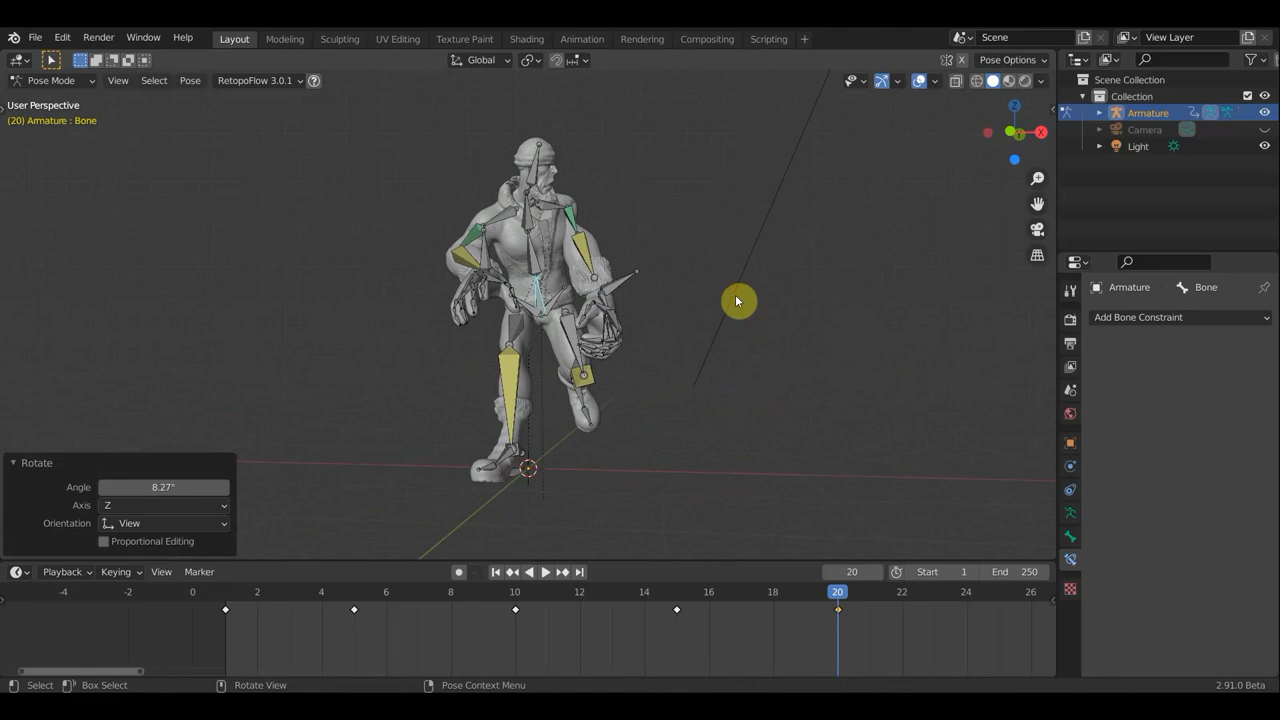 File Edit Render Window Help Layout Modeling Sculpting UV Editing Texture Paint Shading Animation Rendering Compositing Scripting + Scene View Layer
Global Pose Options
Pose Mode View Select Pose RetopoFlow 3.0.1 ?
User Perspective
(20) Armature : Bone
Z
X
Scene Collection
Collection
Armature
Camera
Light
Armature Bone
Add Bone Constraint
Rotate
Angle 8.27°
Axis Z
Orientation View
Proportional Editing
Playback Keying View Marker 20 Start 1 End 250
-4 -2 0 2 4 6 8 10 12 14 16 18 20 22 24 26
Select Box Select Rotate View Pose Context Menu 2.91.0 Beta